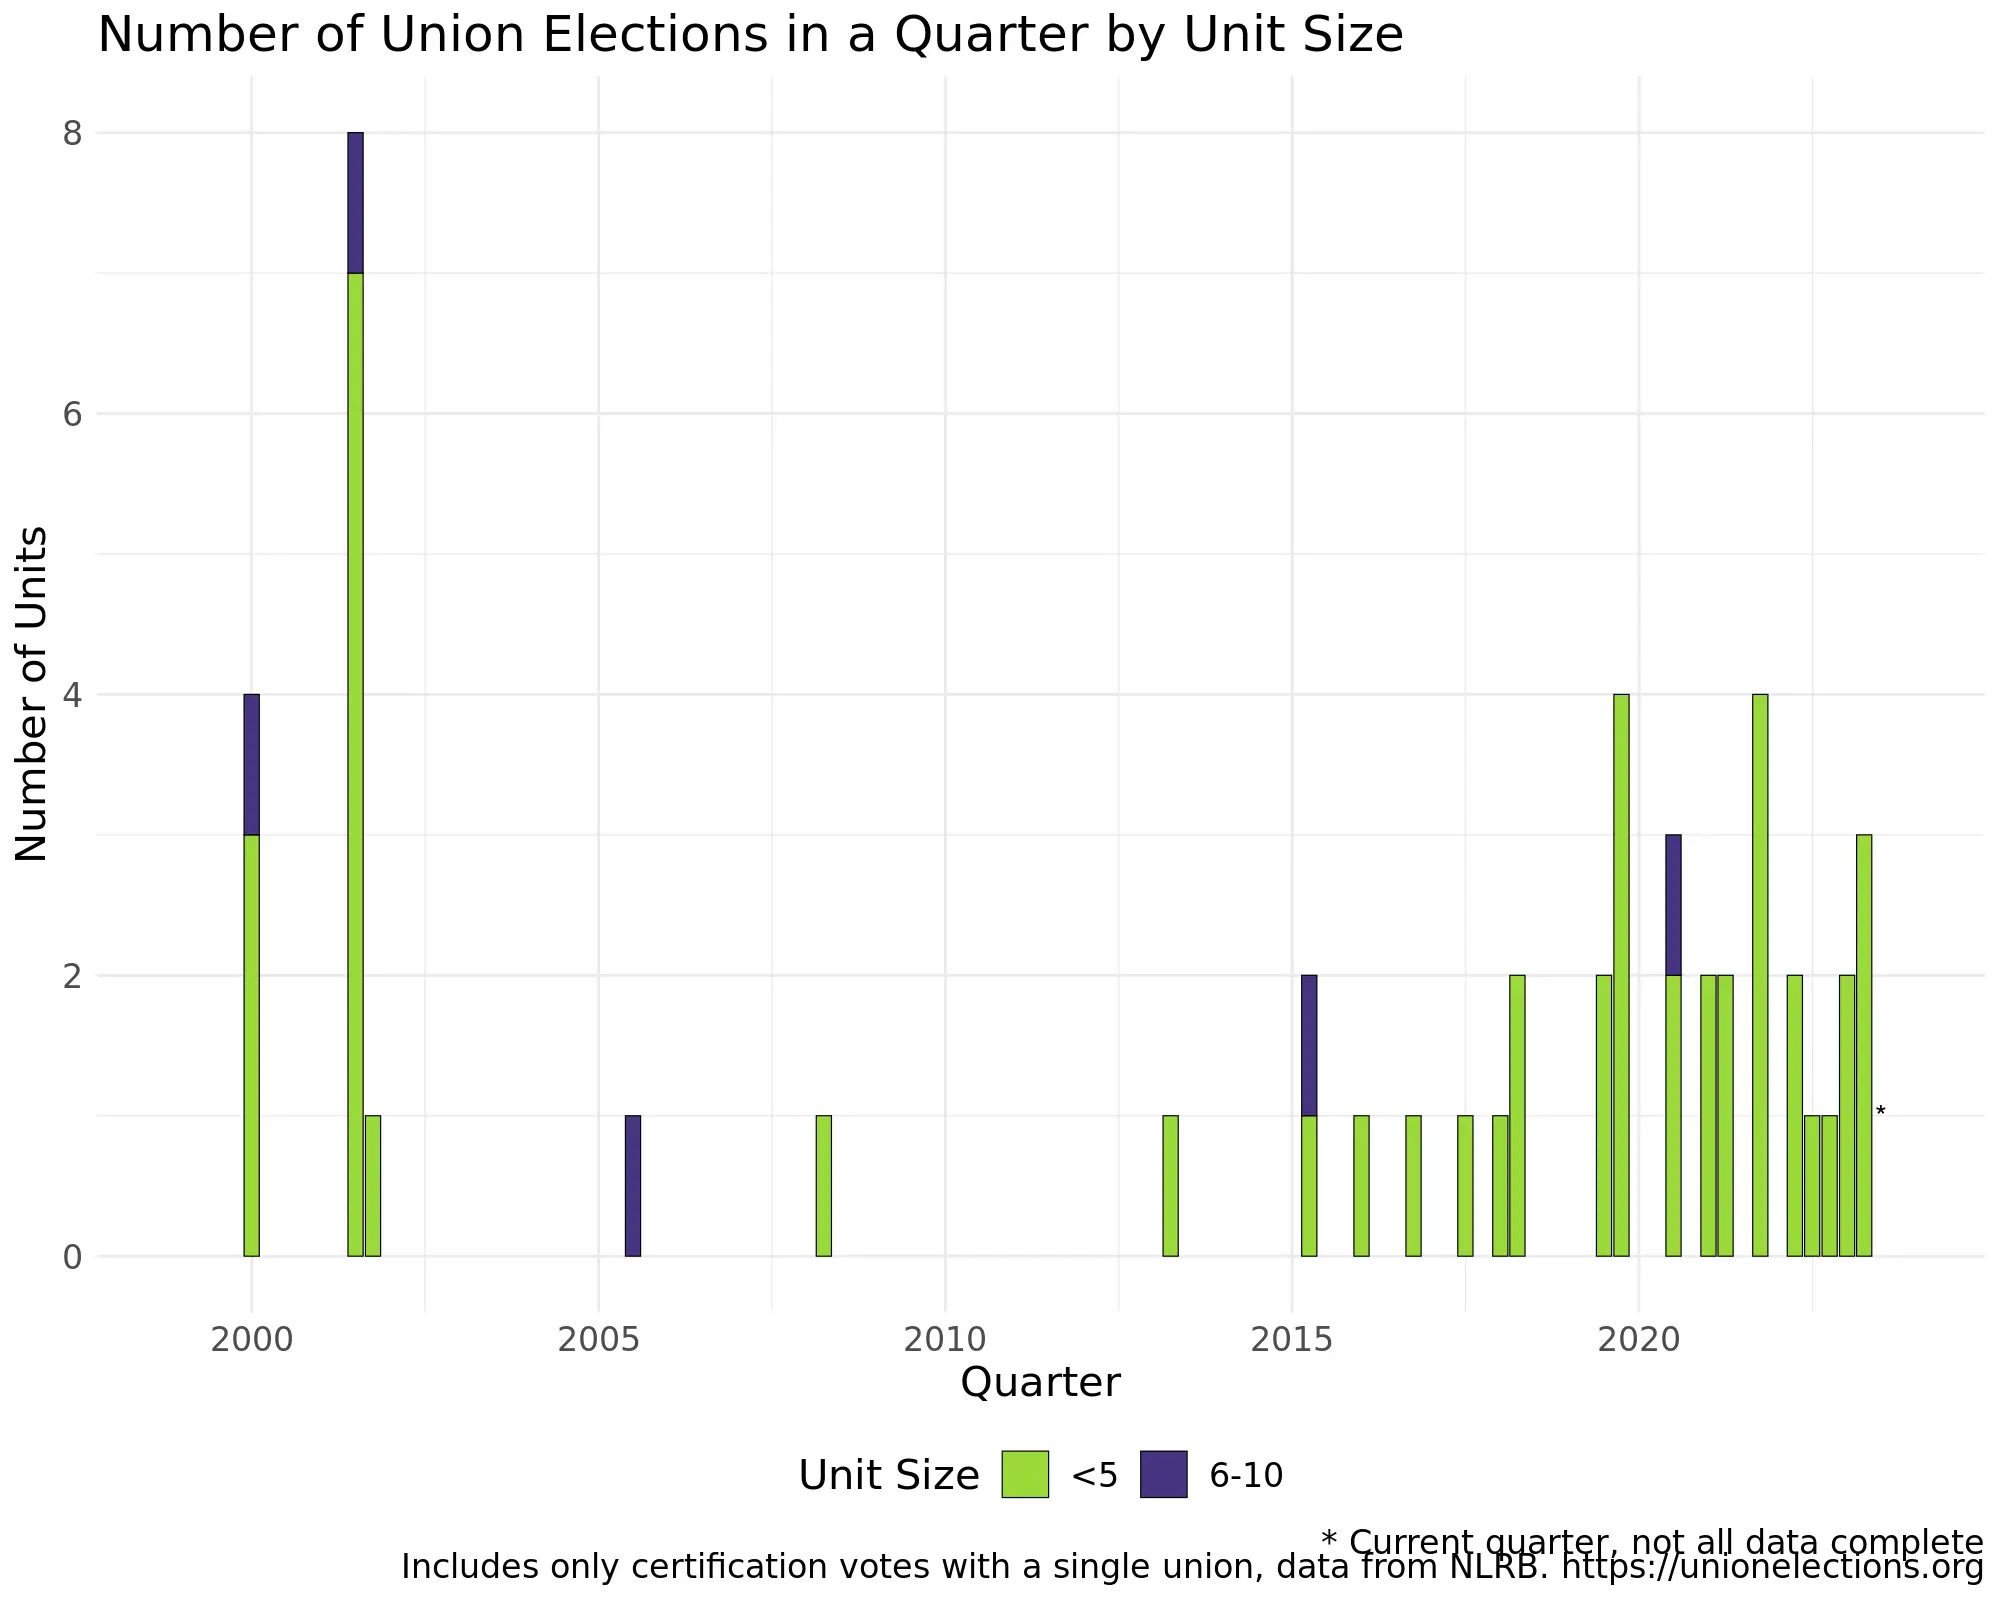 Number of Union Elections in a Quarter by Unit Size
Number of Units
8
6
4
2
0
*
2000 2005 2010 2015 2020
Quarter
Unit Size <5 6-10
* Current quarter, not all data complete
Includes only certification votes with a single union, data from NLRB. https://unionelections.org